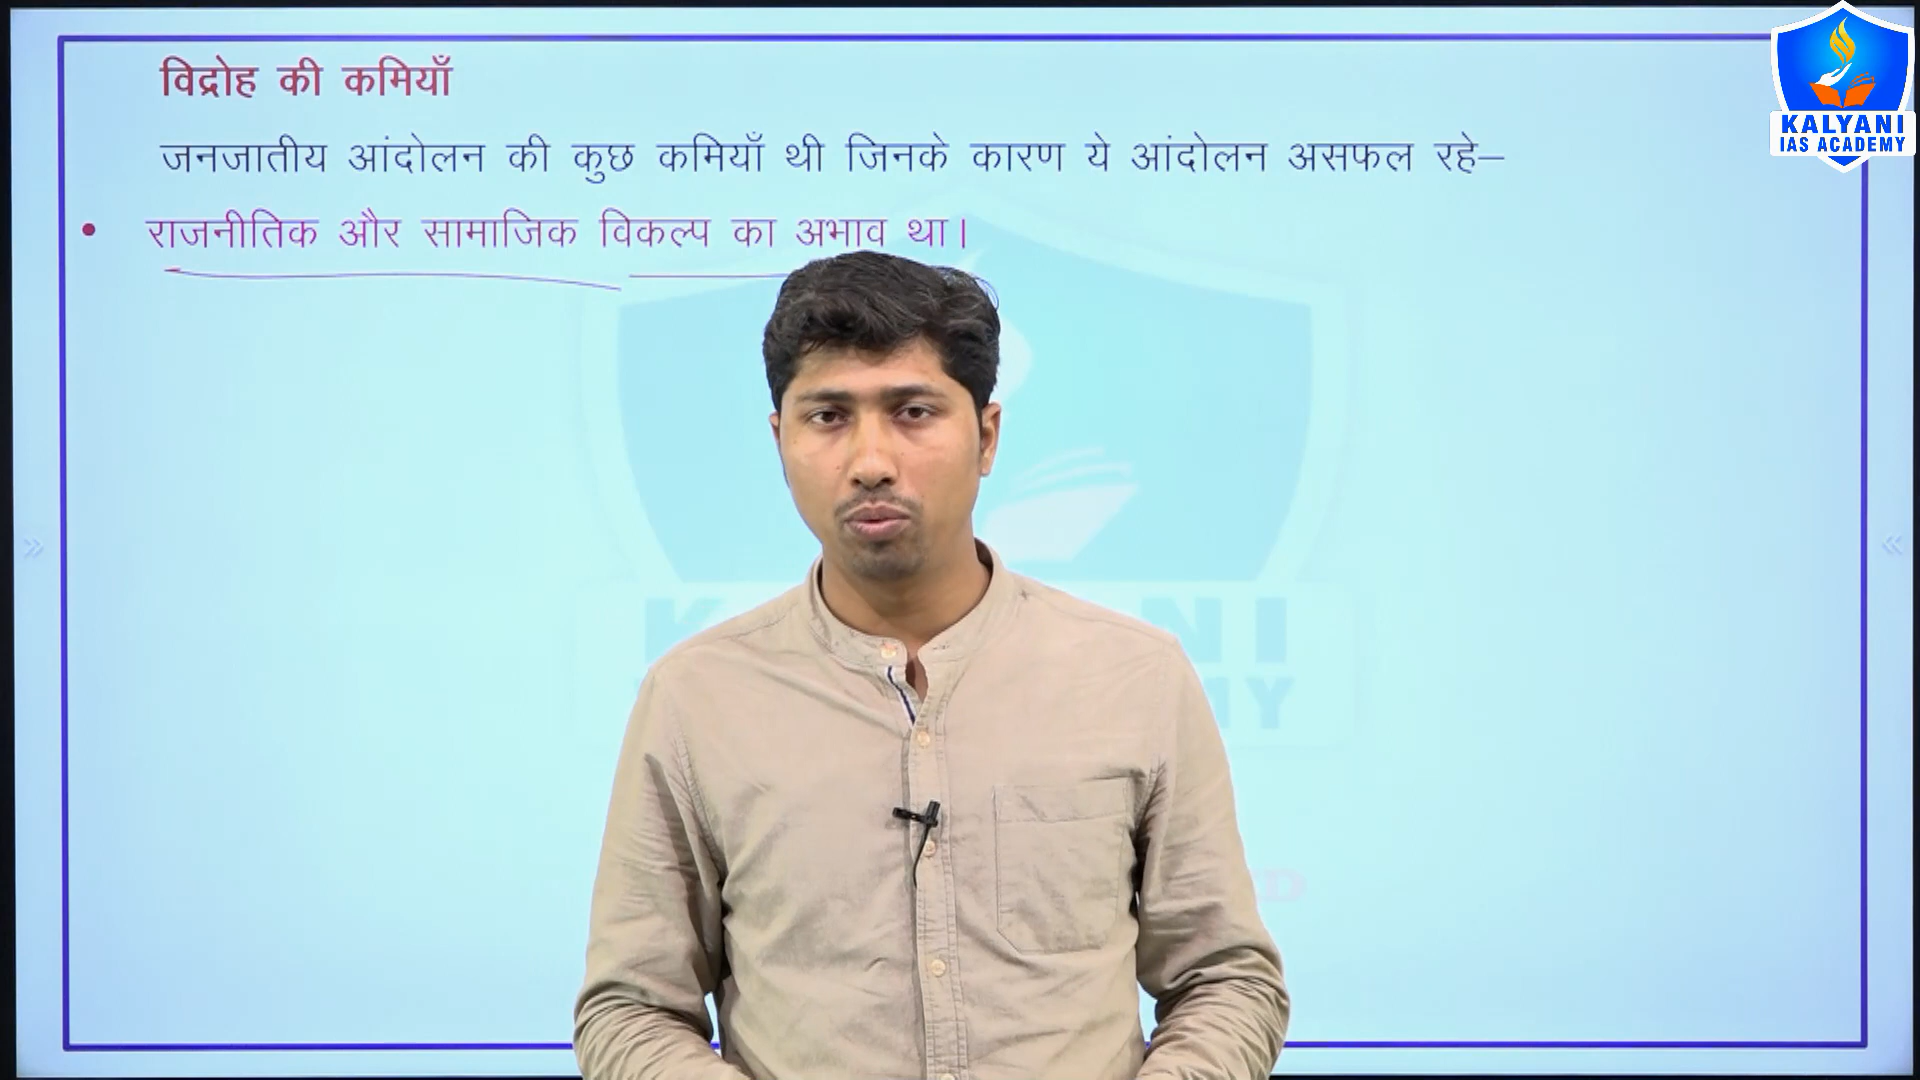 विद्रोह की कमियाँ
जनजातीय आंदोलन की कुछ कमियाँ थी जिनके कारण ये आंदोलन असफल रहे–
• राजनीतिक और सामाजिक विकल्प का अभाव था।
KALYANI
IAS ACADEMY